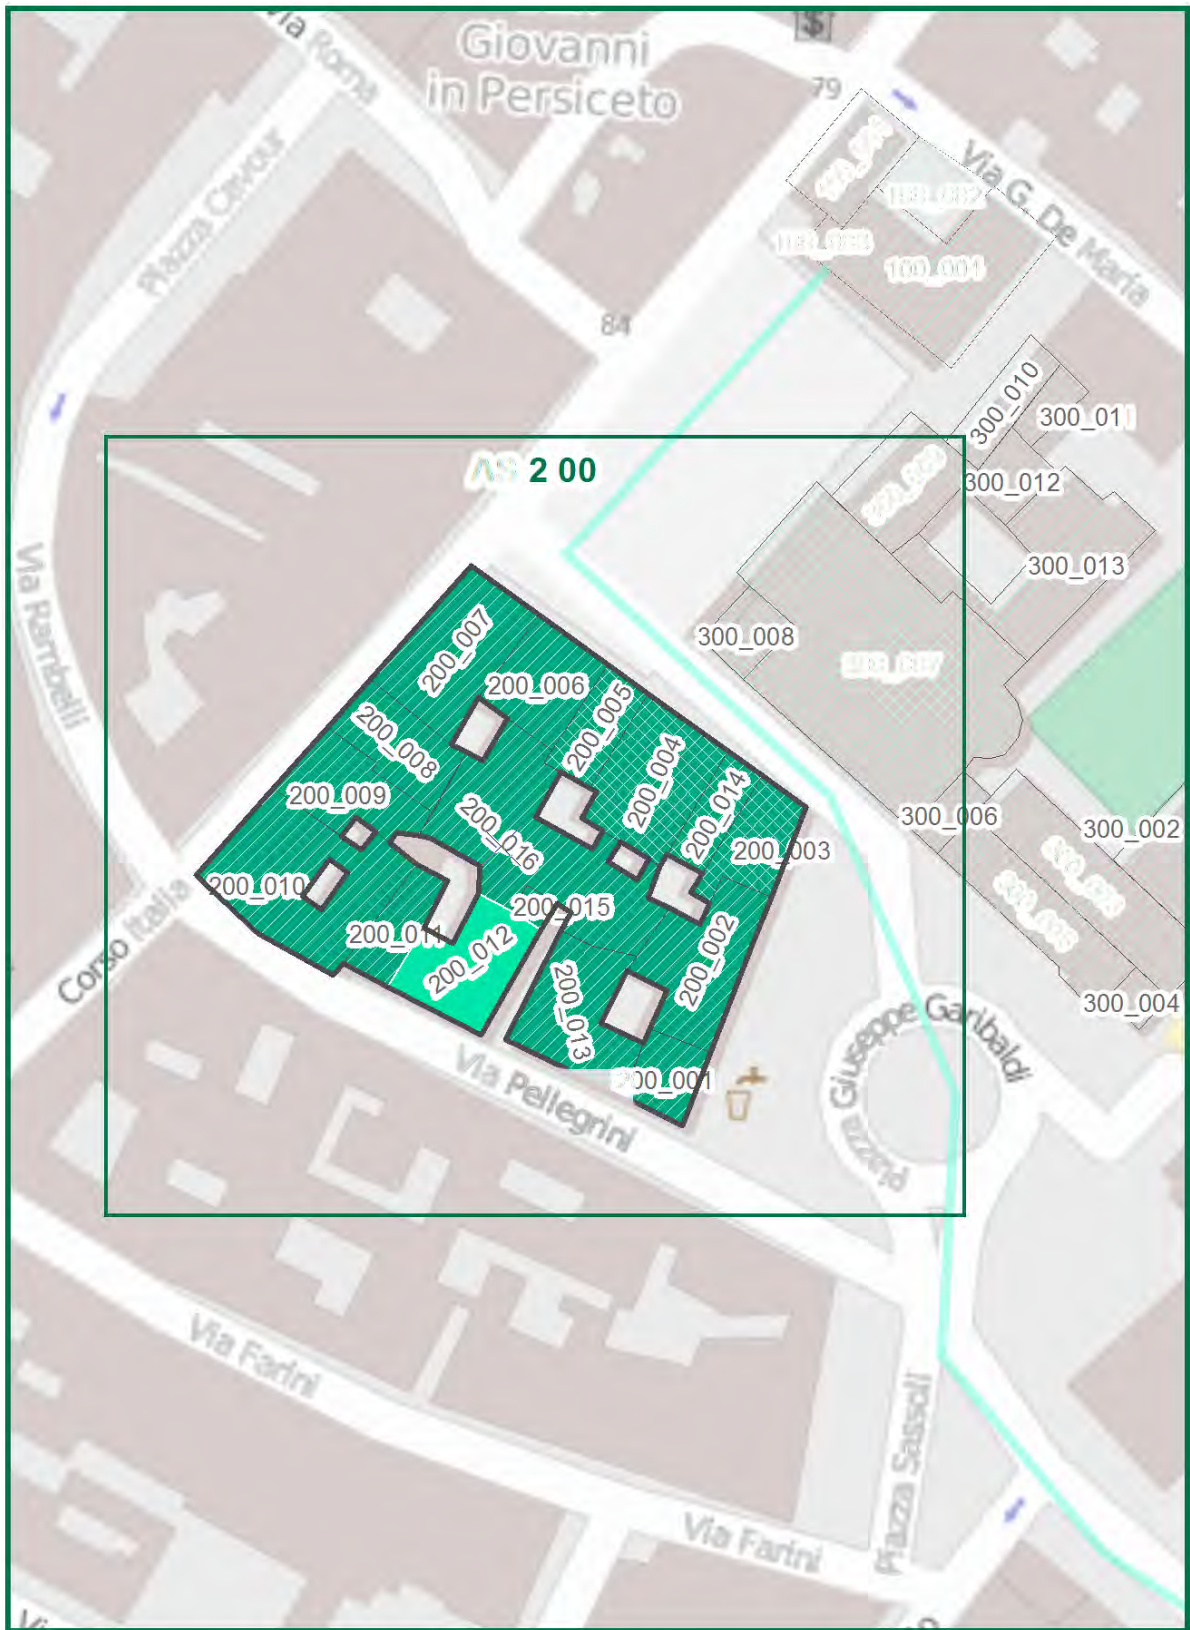 Via Roma
Giovanni
in Persiceto
$
79
Via G. De Maria
Piazza Cavour
100_001
84
300_010
300_011
AS 2 00
300_012
300_013
Via Rambelli
300_008
200_007
200_006
200_005
200_008
200_004
200_014
200_009
200_016
200_003
300_006
300_002
200_010
200_015
200_011
200_012
200_002
200_013
300_004
Corso Italia
Piazza Giuseppe Garibaldi
200_001
Via Pellegrini
Via Farini
Piazza Sassoli
Via Farini